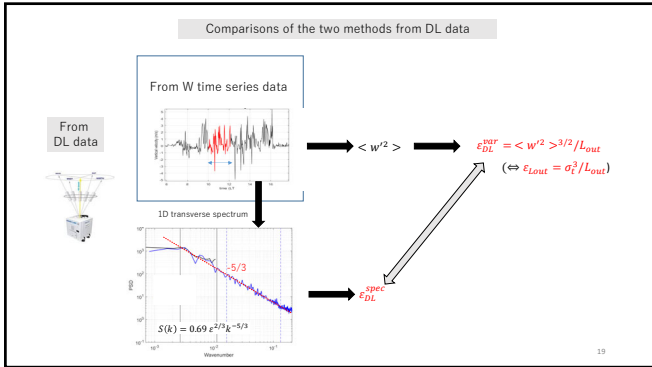 Comparisons of the two methods from DL data
From W time series data
From
DL data
< w'² >
ε_DL^var = < w'² >^3/2/L_out
(⇔ ε_Lout = σ_t^3/L_out)
1D transverse spectrum
-5/3
PSD
S(k) = 0.69 ε^2/3 k^-5/3
Wavenumber
ε_DL^spec
19